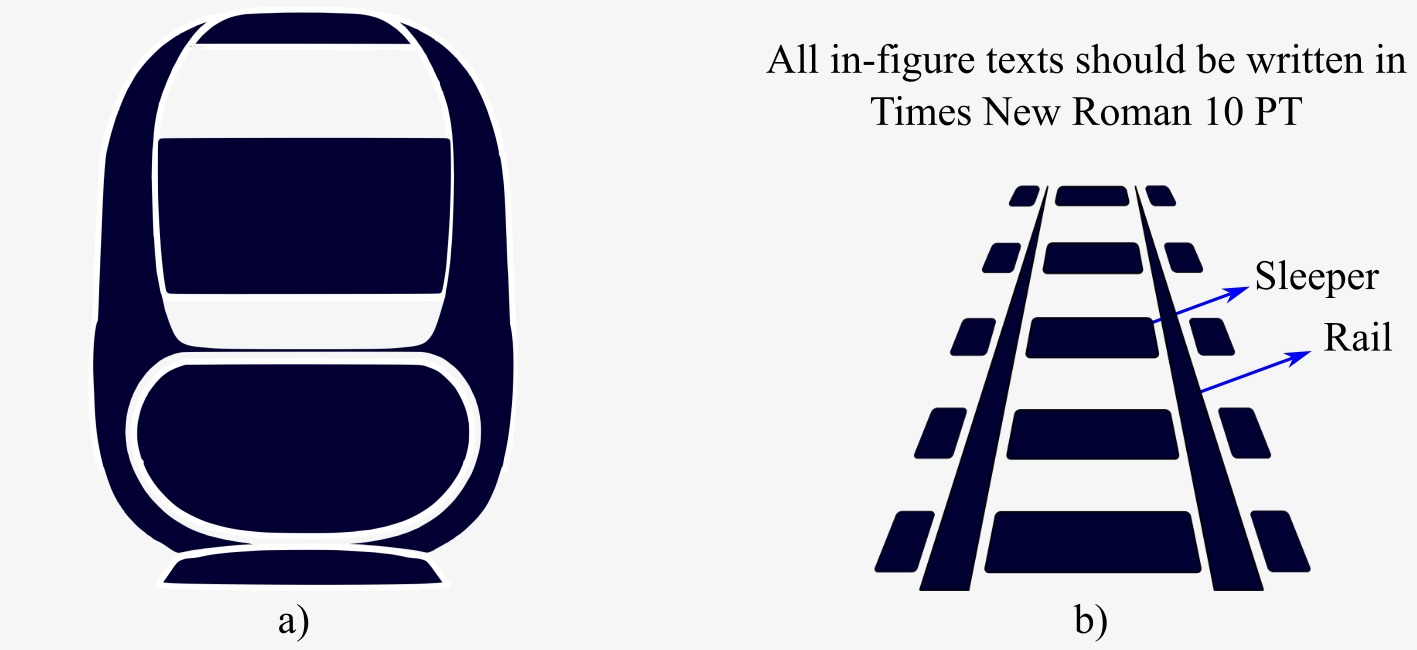 All in-figure texts should be written in
Times New Roman 10 PT
Sleeper
Rail
a)
b)